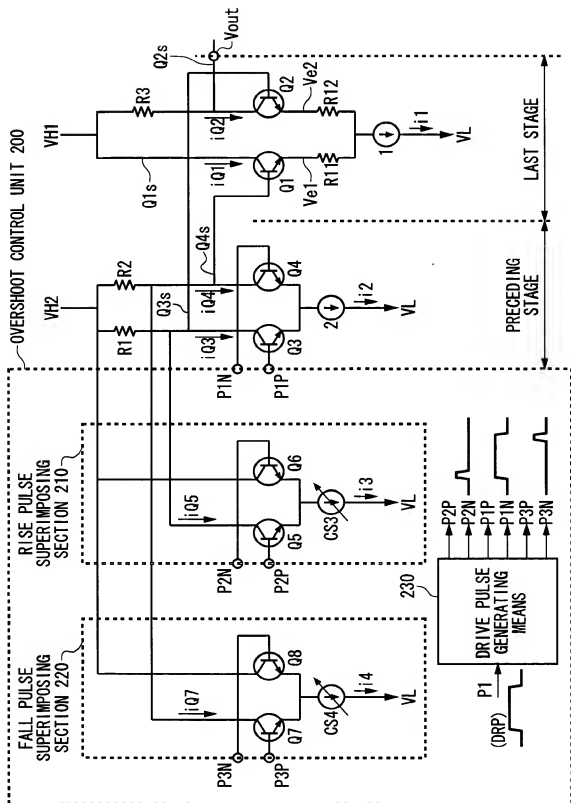 OVERSHOOT CONTROL UNIT 200
FALL PULSE
SUPERIMPOSING
SECTION 220
RISE PULSE
SUPERIMPOSING
SECTION 210
VH2
VH1
R1
R2
R3
Q1s
Q2s
Vout
Q3s
Q4s
iQ7
iQ5
iQ3
iQ4
iQ1
iQ2
P3N
P3P
Q7
Q8
P2N
P2P
Q5
Q6
P1N
P1P
Q3
Q4
Q1
Q2
Ve1
Ve2
R11
R12
CS4
i4
VL
CS3
i3
VL
2
i2
VL
1
i1
VL
PRECEDING
STAGE
LAST STAGE
230
P1
(DRP)
DRIVE PULSE
GENERATING
MEANS
P2P
P2N
P1P
P1N
P3P
P3N